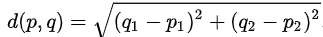 d(p,q) = √((q₁ − p₁)² + (q₂ − p₂)²)